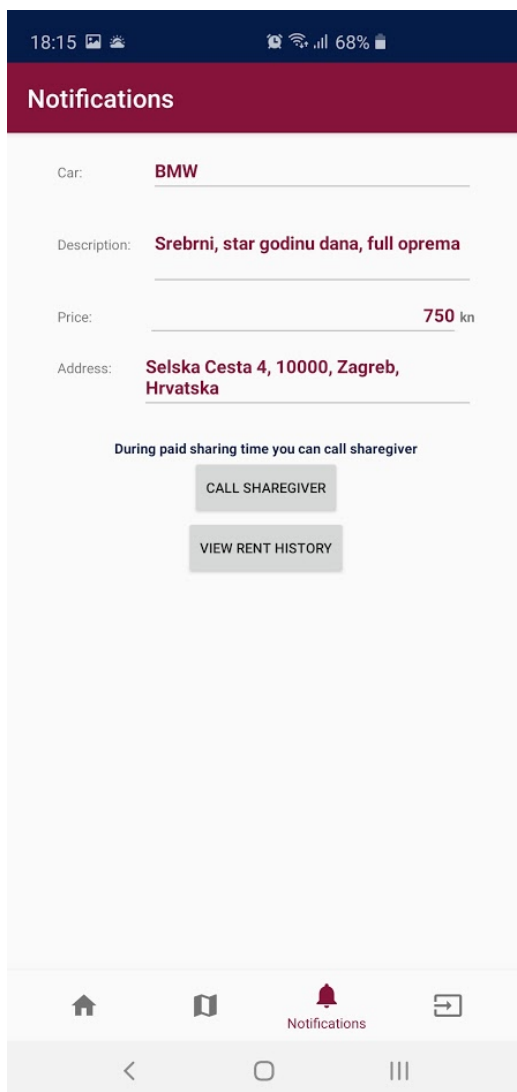 18:15 68%
Notifications
Car: BMW
Description: Srebrni, star godinu dana, full oprema
Price: 750 kn
Address: Selska Cesta 4, 10000, Zagreb,
Hrvatska
During paid sharing time you can call sharegiver
CALL SHAREGIVER
VIEW RENT HISTORY
Notifications